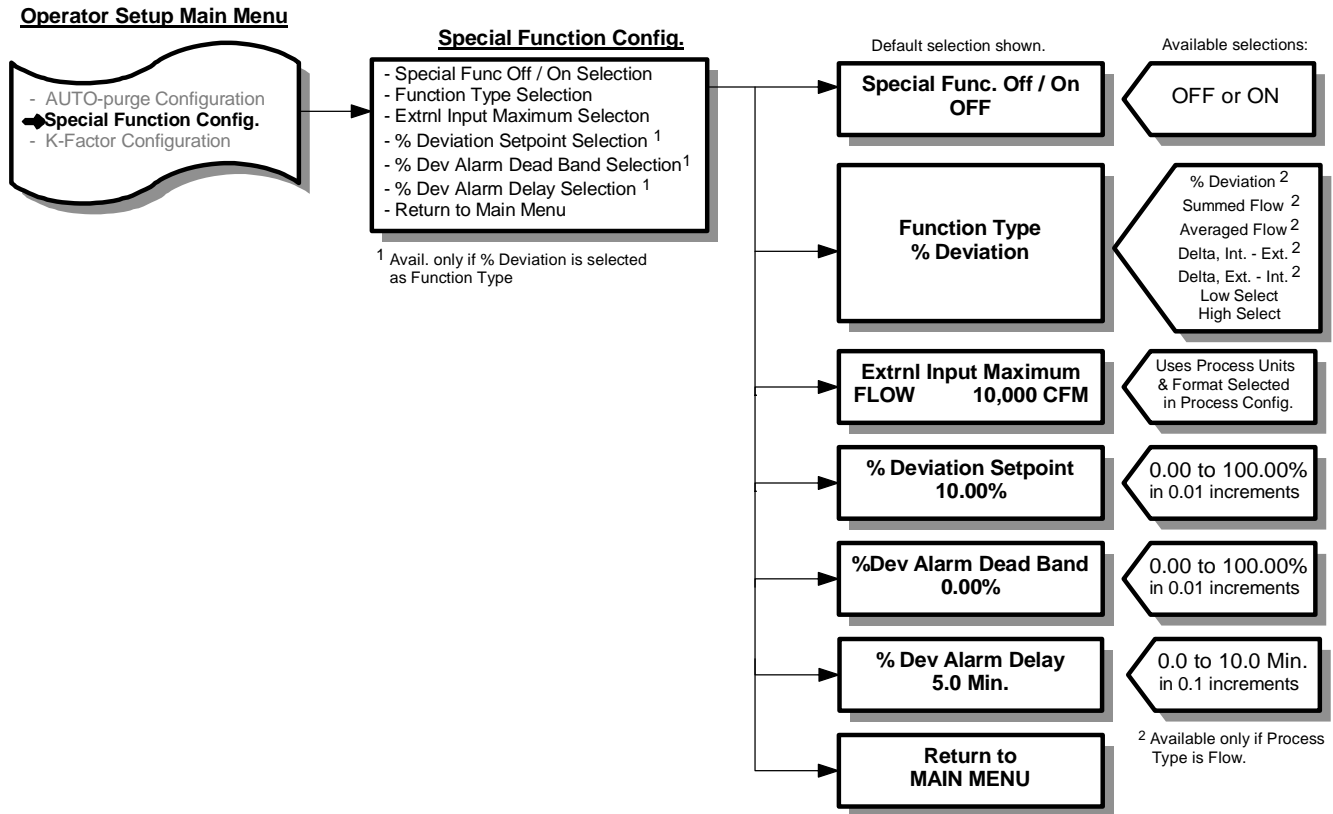 Operator Setup Main Menu
- AUTO-purge Configuration
Special Function Config.
- K-Factor Configuration
Special Function Config.
- Special Func Off / On Selection
- Function Type Selection
- Extrnl Input Maximum Selecton
- % Deviation Setpoint Selection 1
- % Dev Alarm Dead Band Selection1
- % Dev Alarm Delay Selection 1
- Return to Main Menu
1 Avail. only if % Deviation is selected
as Function Type
Default selection shown.
Available selections:
Special Func. Off / On
OFF
OFF or ON
Function Type
% Deviation
% Deviation 2
Summed Flow 2
Averaged Flow 2
Delta, Int. - Ext. 2
Delta, Ext. - Int. 2
Low Select
High Select
Extrnl Input Maximum
FLOW 10,000 CFM
Uses Process Units
& Format Selected
in Process Config.
% Deviation Setpoint
10.00%
0.00 to 100.00%
in 0.01 increments
%Dev Alarm Dead Band
0.00%
0.00 to 100.00%
in 0.01 increments
% Dev Alarm Delay
5.0 Min.
0.0 to 10.0 Min.
in 0.1 increments
Return to
MAIN MENU
2 Available only if Process
Type is Flow.